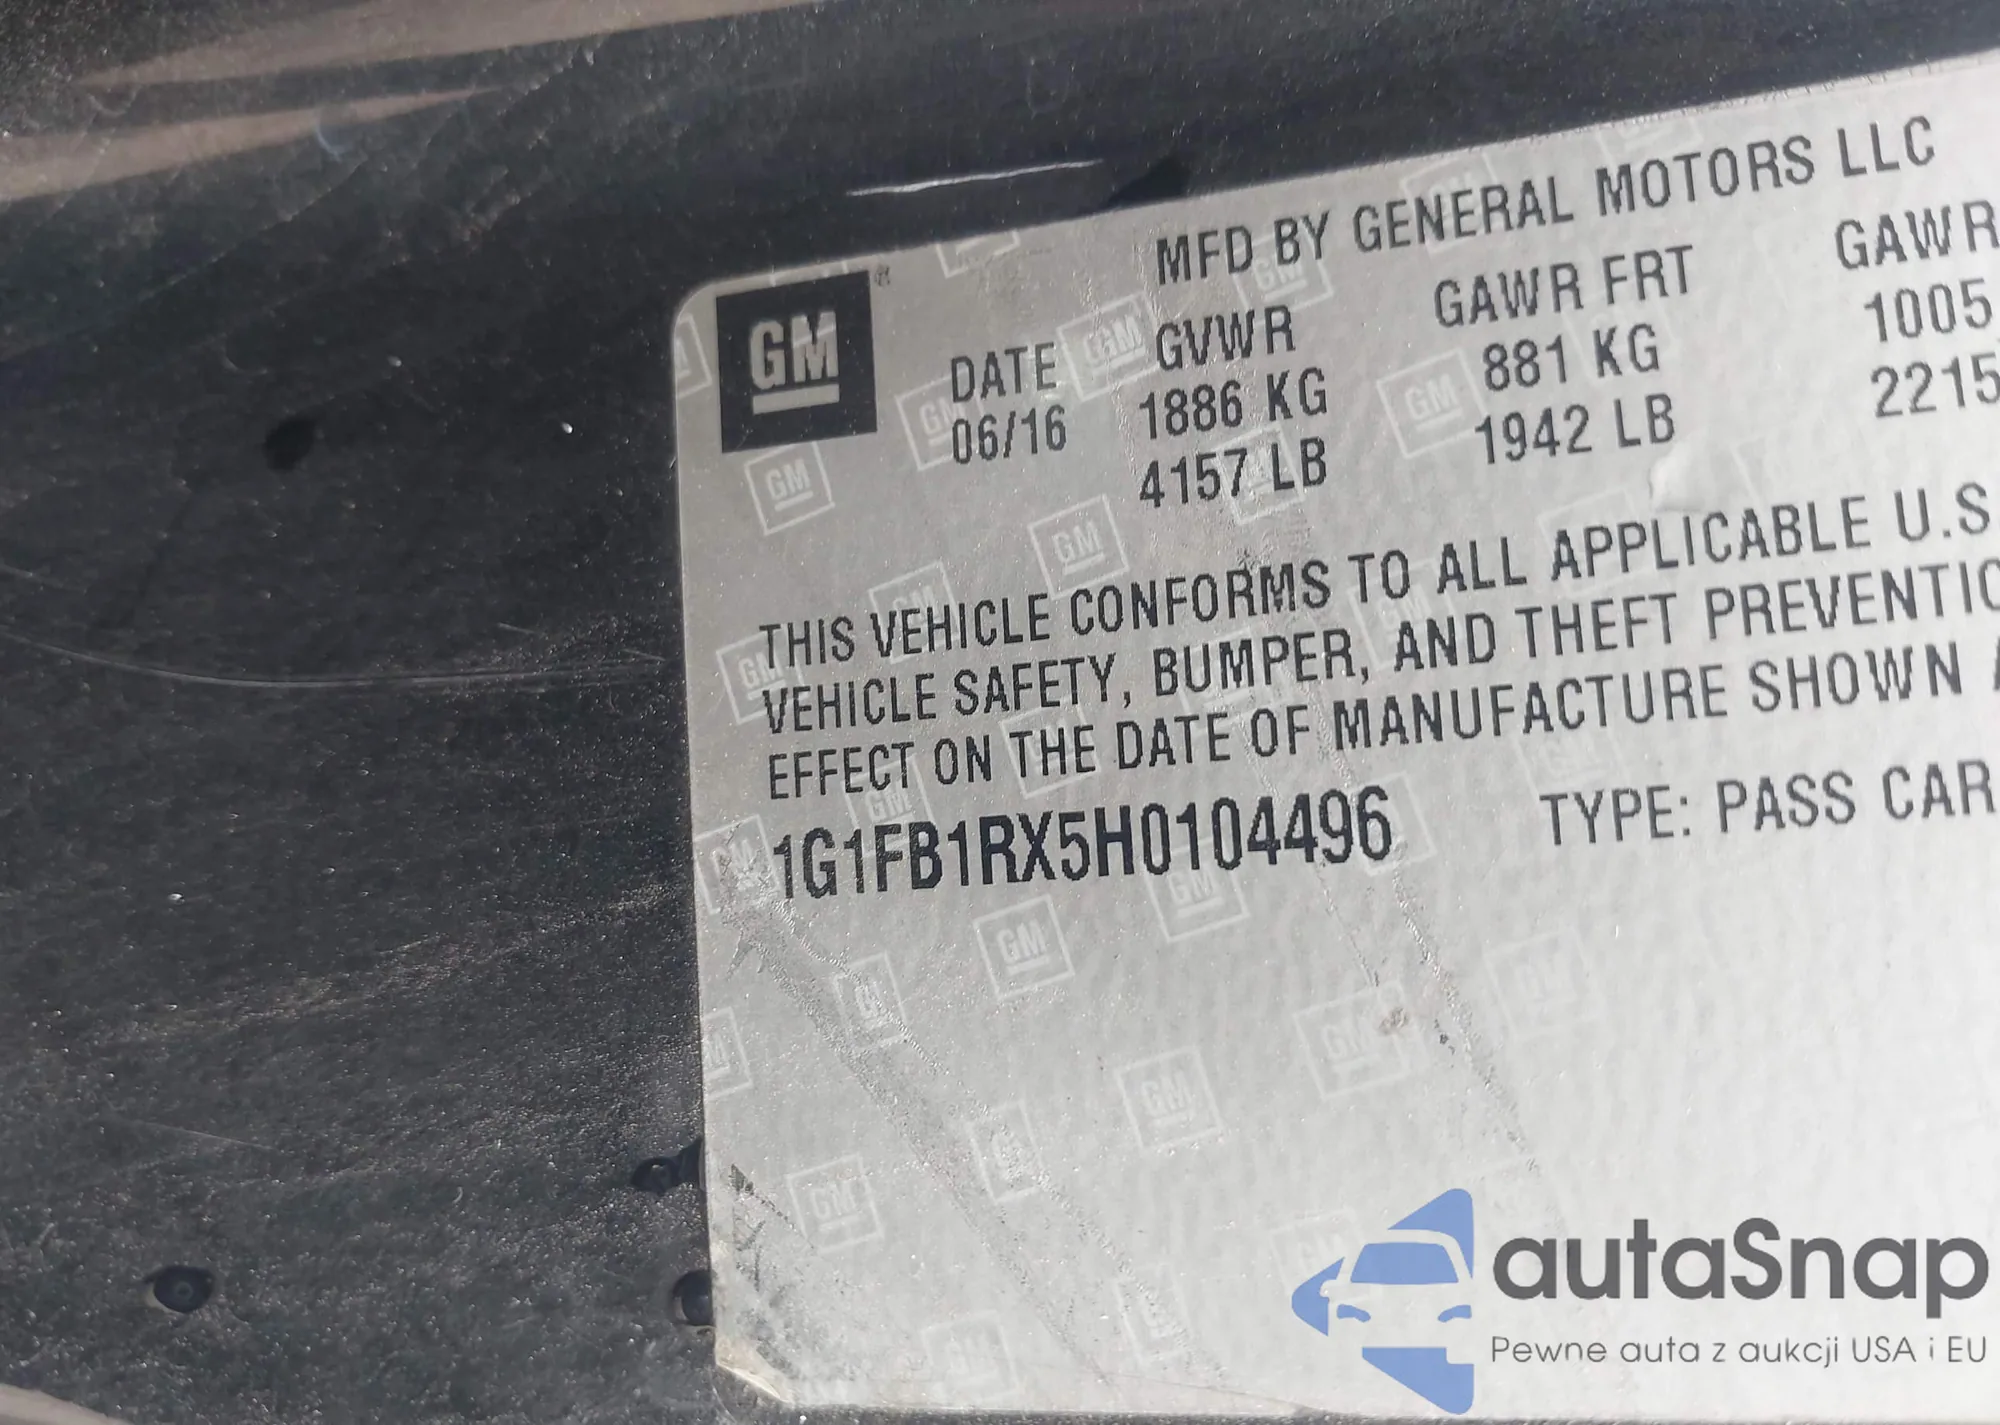 MFD BY GENERAL MOTORS LLC
GM
DATE GVWR GAWR FRT GAWR
06/16 1886 KG 881 KG 1005
4157 LB 1942 LB 2215
THIS VEHICLE CONFORMS TO ALL APPLICABLE U.S
VEHICLE SAFETY, BUMPER, AND THEFT PREVENTIO
EFFECT ON THE DATE OF MANUFACTURE SHOWN A
1G1FB1RX5H0104496 TYPE: PASS CAR
autaSnap
Pewne auta z aukcji USA i EU